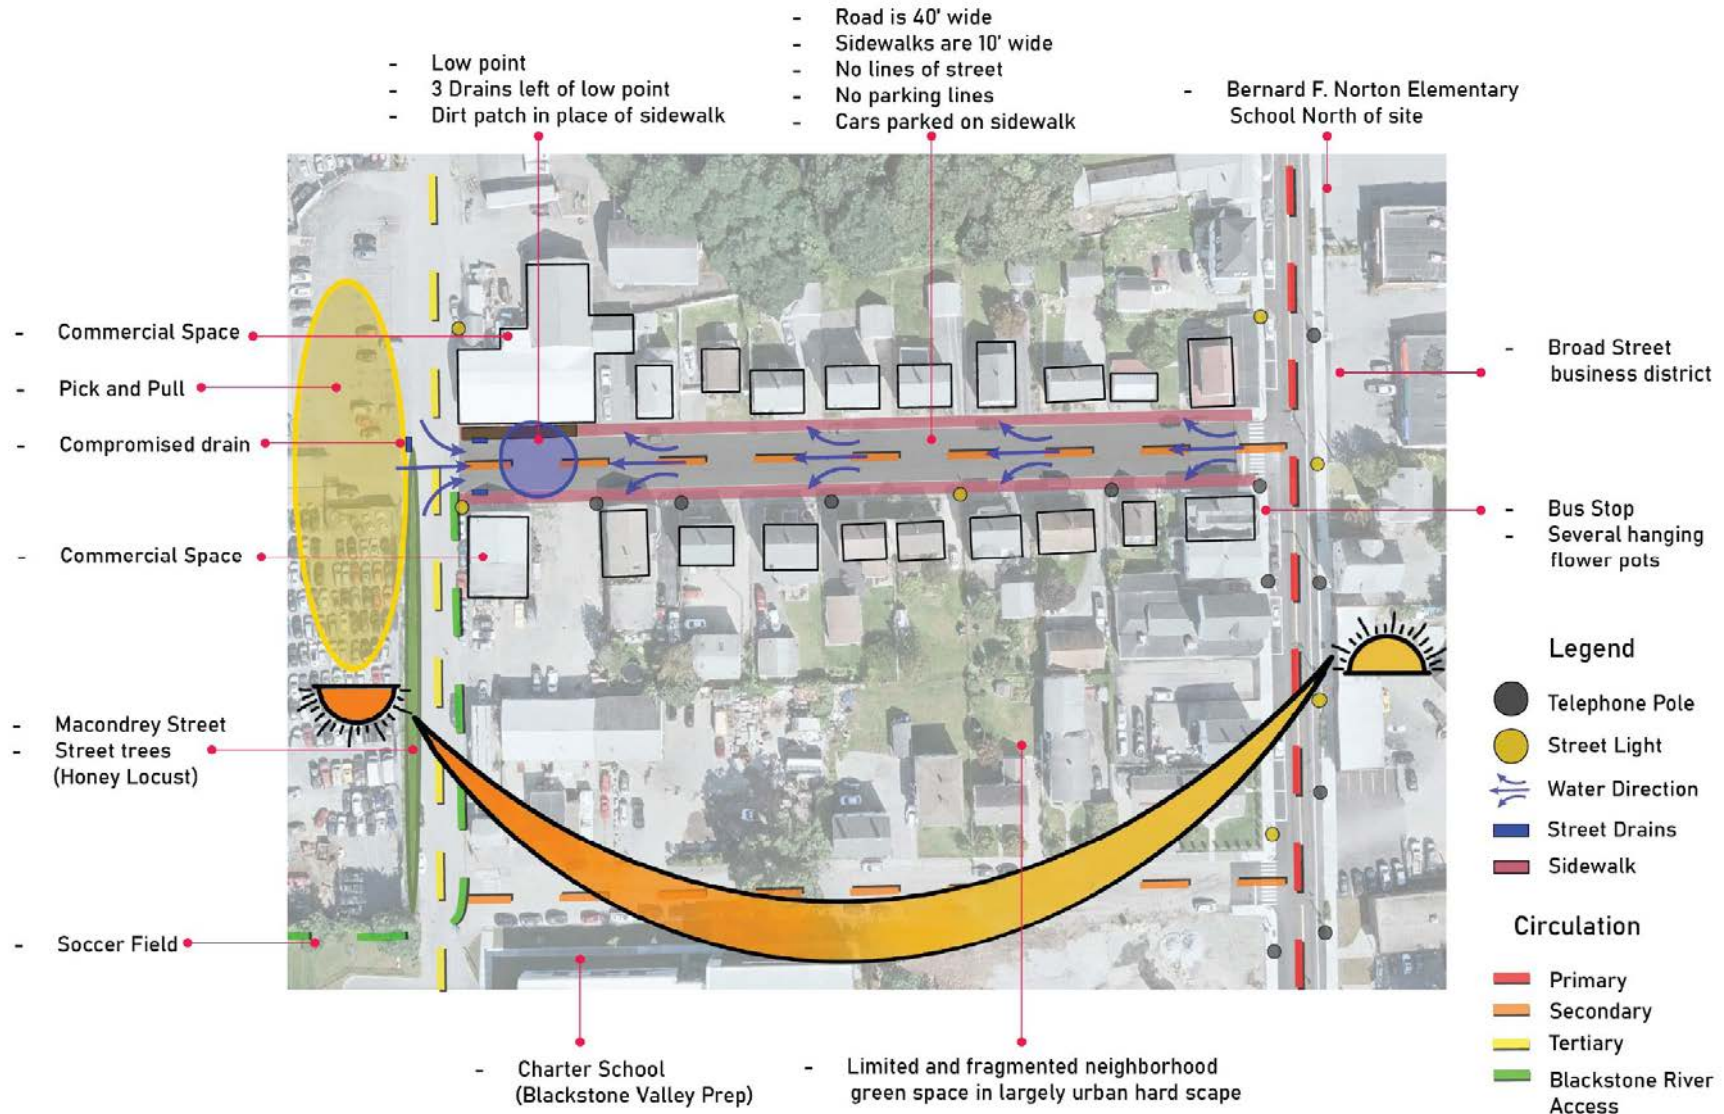 - Road is 40' wide
- Sidewalks are 10' wide
- No lines of street
- No parking lines
- Cars parked on sidewalk
- Low point
- 3 Drains left of low point
- Dirt patch in place of sidewalk
- Bernard F. Norton Elementary
School North of site
- Commercial Space
- Pick and Pull
- Compromised drain
- Commercial Space
- Macondrey Street
- Street trees
(Honey Locust)
- Soccer Field
- Broad Street
business district
- Bus Stop
- Several hanging
flower pots
Legend
Telephone Pole
Street Light
Water Direction
Street Drains
Sidewalk
Circulation
Primary
Secondary
Tertiary
Blackstone River
Access
- Charter School
(Blackstone Valley Prep)
- Limited and fragmented neighborhood
green space in largely urban hard scape